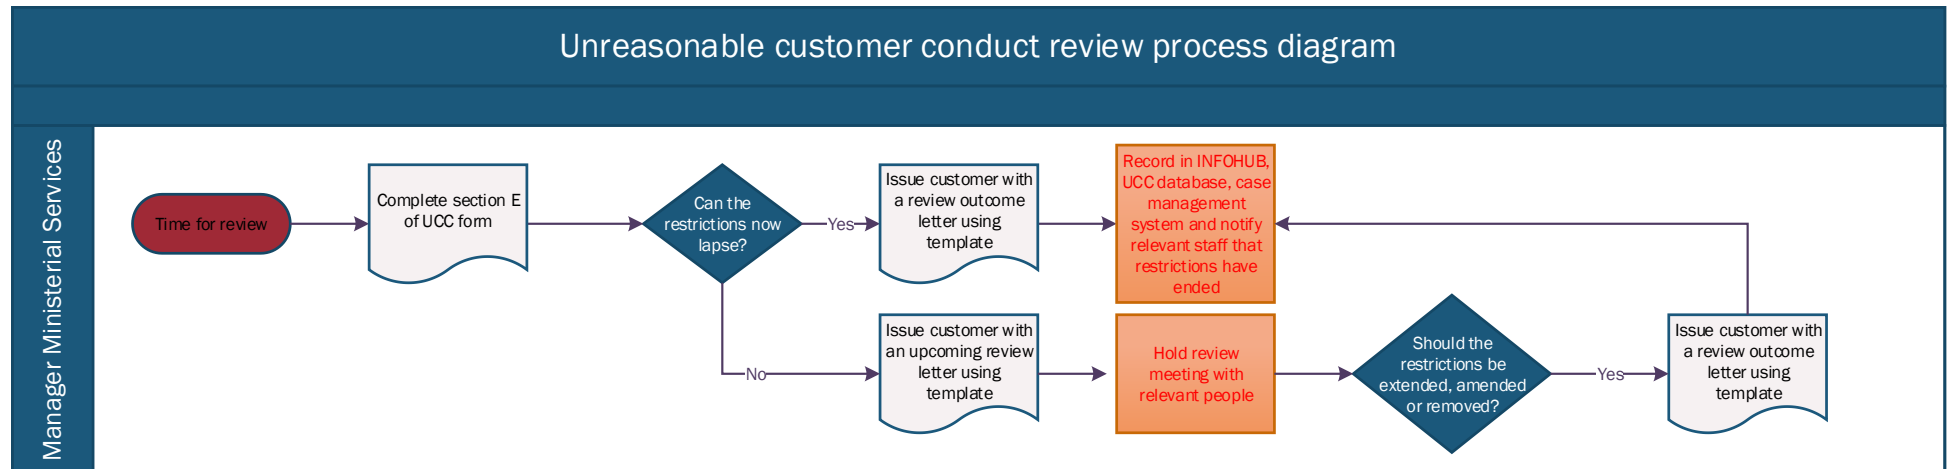 Unreasonable customer conduct review process diagram
Manager Ministerial Services
Time for review
Complete section E
of UCC form
Can the
restrictions now
lapse?
Yes
Issue customer with
a review outcome
letter using
template
Record in INFOHUB,
UCC database, case
management
system and notify
relevant staff that
restrictions have
ended
No
Issue customer with
an upcoming review
letter using
template
Hold review
meeting with
relevant people
Should the
restrictions be
extended, amended
or removed?
Yes
Issue customer with
a review outcome
letter using
template